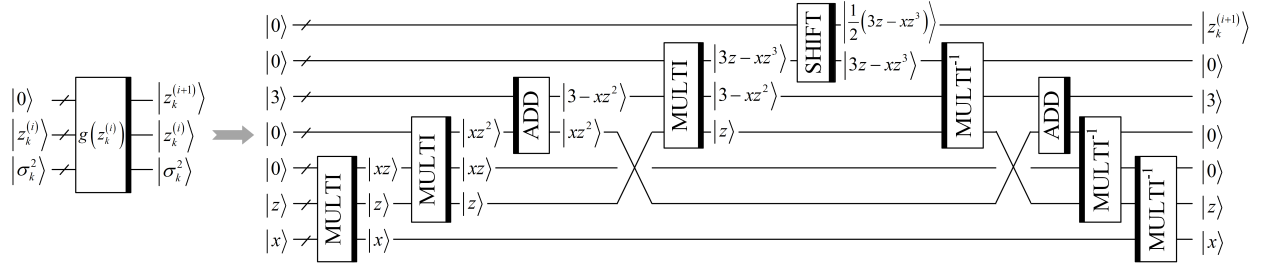 |0⟩ g(z_k^{(i)}) |z_k^{(i+1)}⟩
|z_k^{(i)}⟩ |z_k^{(i)}⟩
|σ_k^2⟩ |σ_k^2⟩
|0⟩ SHIFT |1/2(3z − xz^3)⟩ |z_k^{(i+1)}⟩
|0⟩ MULTI |3z − xz^3⟩ |3z − xz^3⟩ MULTI^{-1} |0⟩
|3⟩ ADD |3 − xz^2⟩ |3 − xz^2⟩ ADD |3⟩
|0⟩ MULTI |xz^2⟩ |xz^2⟩ |z⟩ MULTI^{-1} |0⟩
|0⟩ MULTI |xz⟩ |xz⟩ MULTI^{-1} |0⟩
|z⟩ |z⟩ |z⟩ |z⟩
|x⟩ |x⟩ |x⟩